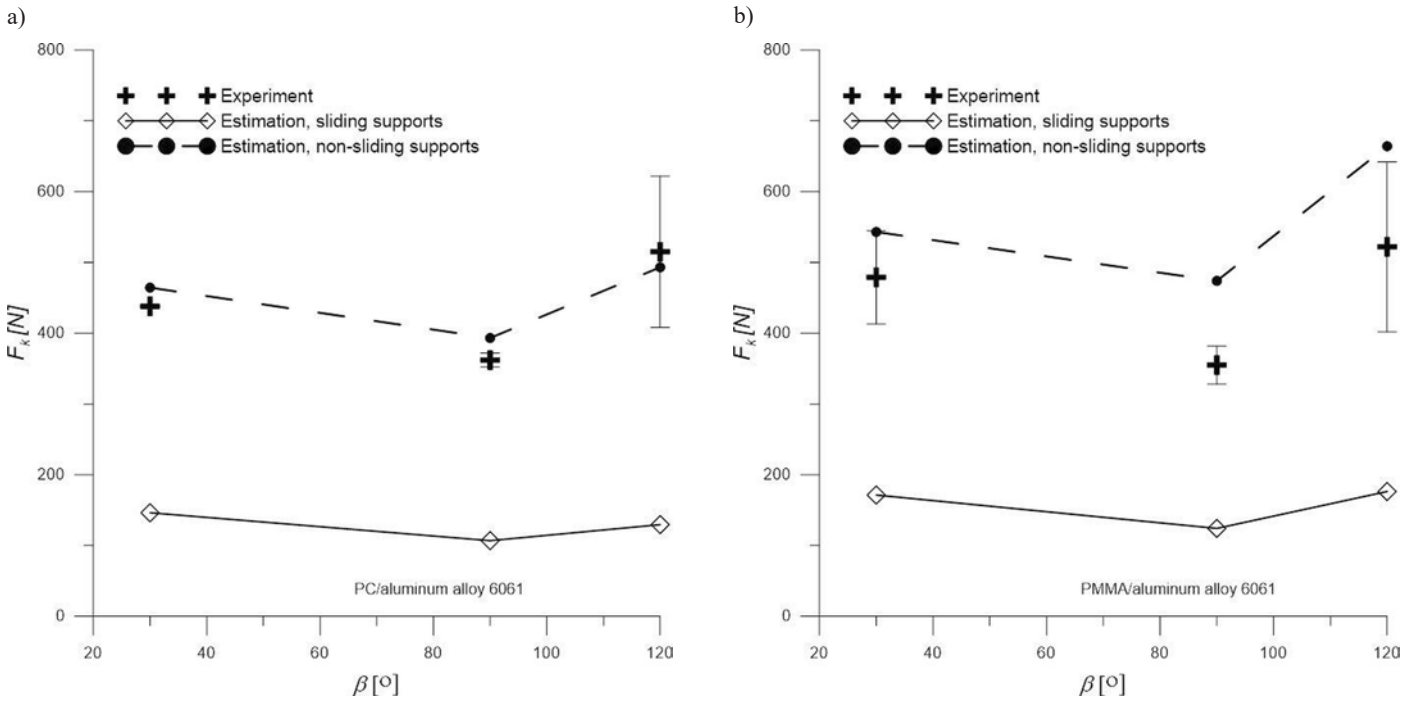 a)
800
Experiment
Estimation, sliding supports
Estimation, non-sliding supports
600
F_k [N]
400
200
PC/aluminum alloy 6061
0
20 40 60 80 100 120
β [º]
b)
800
Experiment
Estimation, sliding supports
Estimation, non-sliding supports
600
F_k [N]
400
200
PMMA/aluminum alloy 6061
0
20 40 60 80 100 120
β [º]